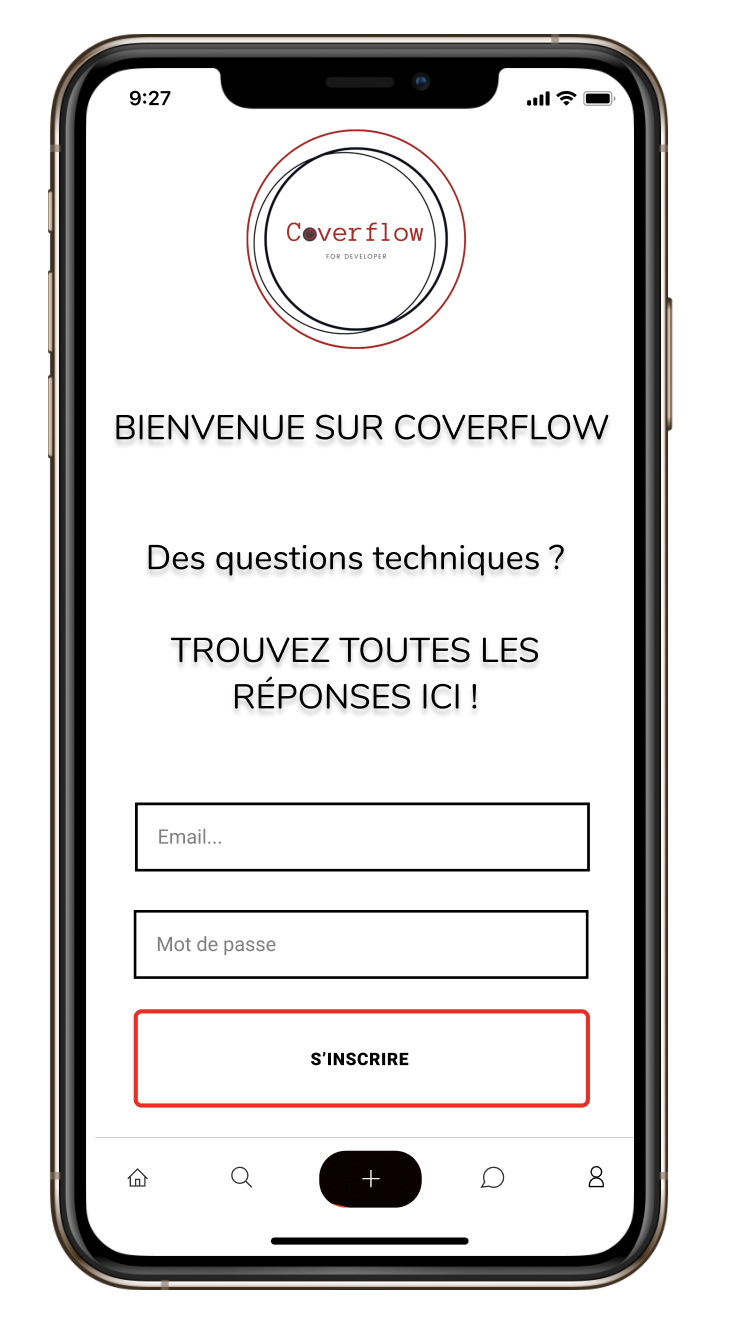 9:27
Coverflow
FOR DEVELOPER
BIENVENUE SUR COVERFLOW
Des questions techniques ?
TROUVEZ TOUTES LES
RÉPONSES ICI !
Email...
Mot de passe
S'INSCRIRE